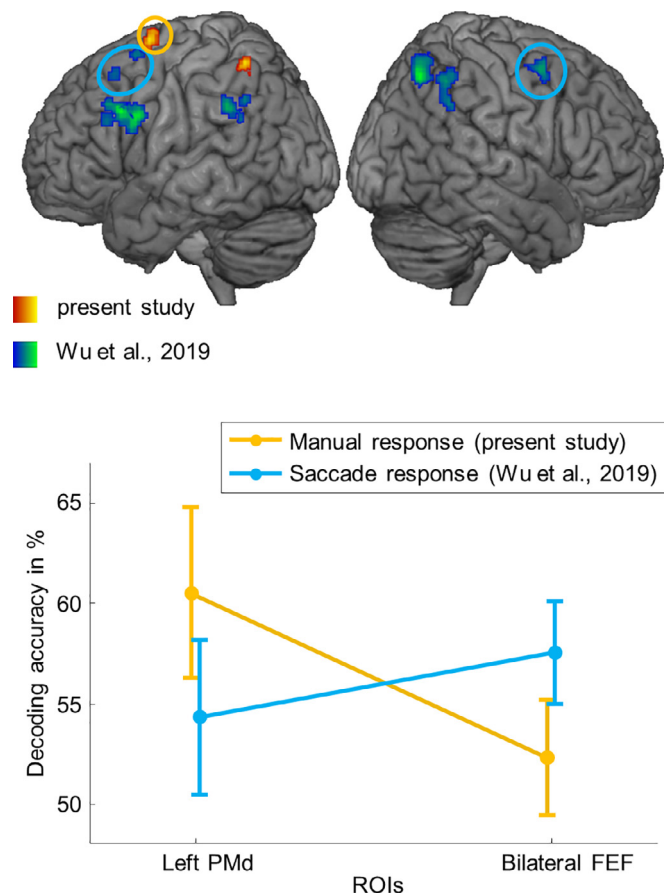 present study
Wu et al., 2019
Manual response (present study)
Saccade response (Wu et al., 2019)
Decoding accuracy in %
65
60
55
50
Left PMd
Bilateral FEF
ROIs